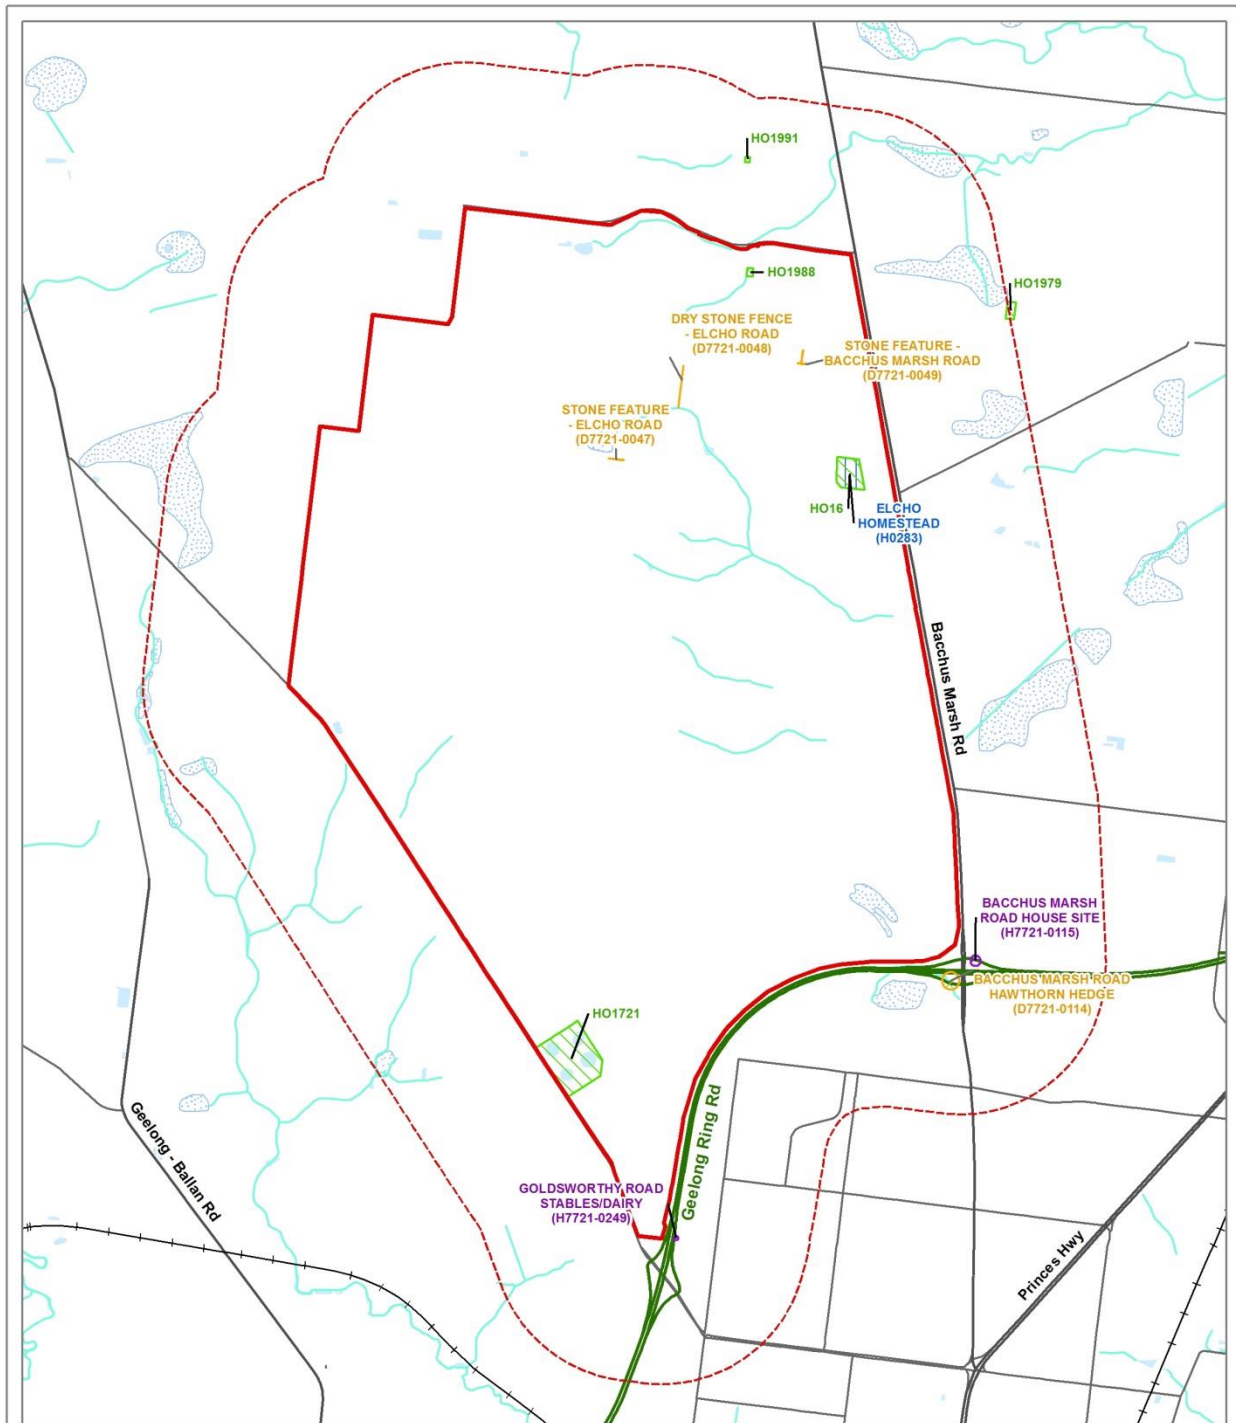 HO1991
HO1988
HO1979
DRY STONE FENCE
- ELCHO ROAD
(D7721-0048)
STONE FEATURE -
BACCHUS MARSH ROAD
(D7721-0049)
STONE FEATURE
- ELCHO ROAD
(D7721-0047)
HO16
ELCHO
HOMESTEAD
(H0283)
Bacchus Marsh Rd
BACCHUS MARSH
ROAD HOUSE SITE
(H7721-0115)
BACCHUS MARSH ROAD
HAWTHORN HEDGE
(D7721-0114)
HO1721
Geelong Ring Rd
Geelong - Ballan Rd
GOLDSWORTHY ROAD
STABLES/DAIRY
(H7721-0249)
Princes Hwy